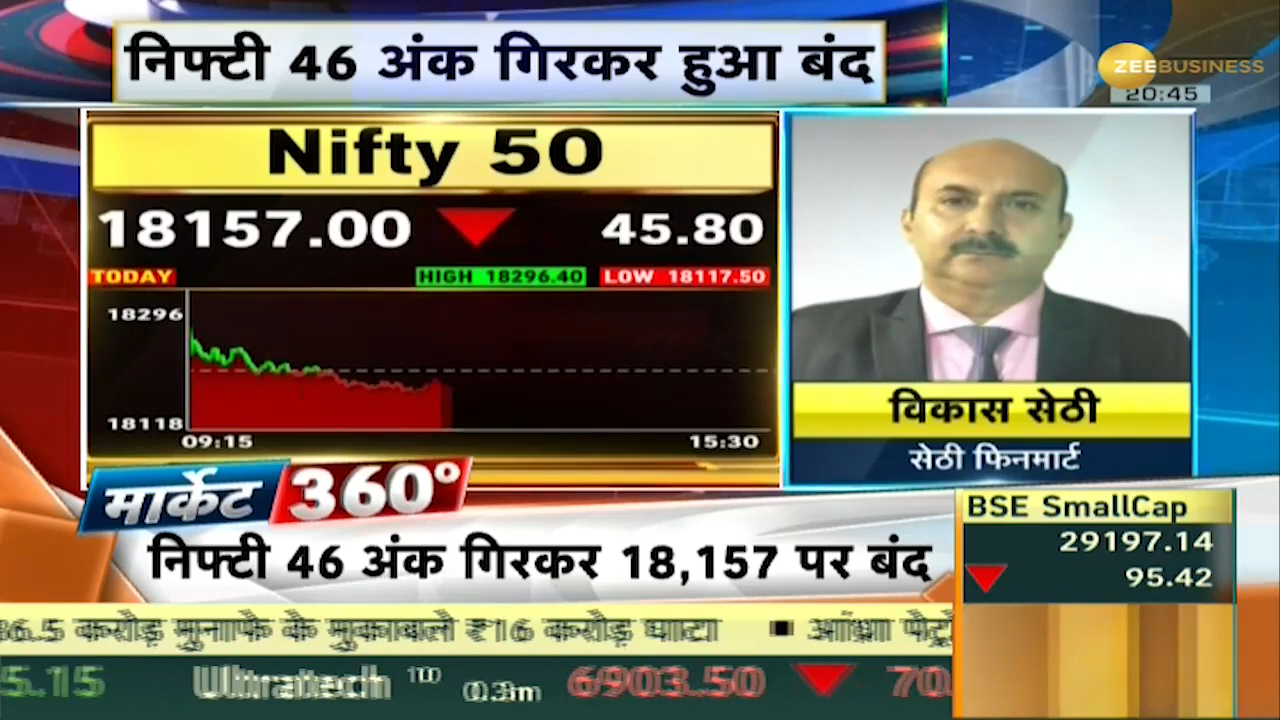 निफ्टी 46 अंक गिरकर हुआ बंद
ZEEBUSINESS
20:45
Nifty 50
18157.00 45.80
TODAY HIGH 18296.40 LOW 18117.50
18296
18118
09:15 15:30
विकास सेठी
सेठी फिनमार्ट
मार्केट 360°
निफ्टी 46 अंक गिरकर 18,157 पर बंद
BSE SmallCap
29197.14
95.42
करोड़ मुनाफे के मुकाबले ₹16 करोड़ घाटा
5.15 Ultratech 6903.50